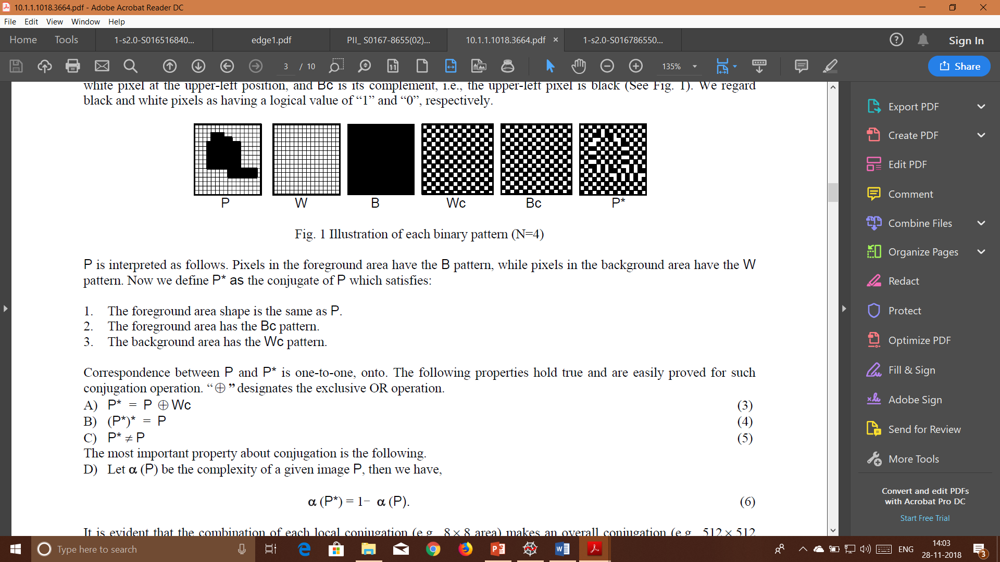 10.1.1.1018.3664.pdf - Adobe Acrobat Reader DC
File Edit View Window Help
Home Tools 1-s2.0-S016516840... edge1.pdf PII_ S0167-8655(02)... 10.1.1.1018.3664.pdf × 1-s2.0-S016786550... Sign In
3 / 10 135% Share
white pixel at the upper-left position, and Bc is its complement, i.e., the upper-left pixel is black (See Fig. 1). We regard
black and white pixels as having a logical value of “1” and “0”, respectively.
P W B Wc Bc P*
Fig. 1 Illustration of each binary pattern (N=4)
P is interpreted as follows. Pixels in the foreground area have the B pattern, while pixels in the background area have the W
pattern. Now we define P* as the conjugate of P which satisfies:
1. The foreground area shape is the same as P.
2. The foreground area has the Bc pattern.
3. The background area has the Wc pattern.
Correspondence between P and P* is one-to-one, onto. The following properties hold true and are easily proved for such
conjugation operation. “⊕” designates the exclusive OR operation.
A) P* = P ⊕ Wc (3)
B) (P*)* = P (4)
C) P* ≠ P (5)
The most important property about conjugation is the following.
D) Let α (P) be the complexity of a given image P, then we have,
α (P*) = 1− α (P). (6)
It is evident that the combination of each local conjugation (e.g., 8 × 8 area) makes an overall conjugation (e.g., 512 × 512
Export PDF
Create PDF
Edit PDF
Comment
Combine Files
Organize Pages
Redact
Protect
Optimize PDF
Fill & Sign
Adobe Sign
Send for Review
More Tools
Convert and edit PDFs
with Acrobat Pro DC
Start Free Trial
Type here to search
ENG
14:03
28-11-2018
3